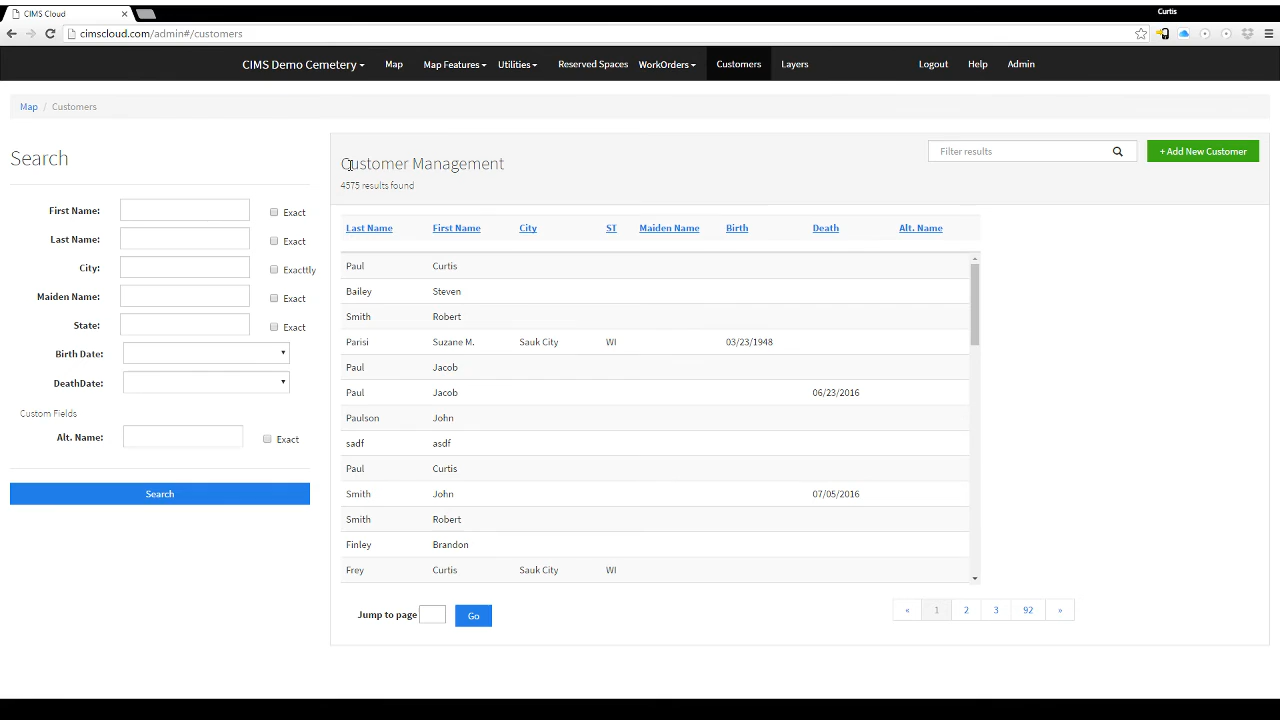 CIMS Cloud
Curtis
cimscloud.com/admin#/customers
CIMS Demo Cemetery Map Map Features Utilities Reserved Spaces WorkOrders Customers Layers Logout Help Admin
Map / Customers
Search
First Name: Exact
Last Name: Exact
City: Exacttly
Maiden Name: Exact
State: Exact
Birth Date:
DeathDate:
Custom Fields
Alt. Name: Exact
Search
Customer Management
4575 results found
Filter results
+ Add New Customer
Last Name First Name City ST Maiden Name Birth Death Alt. Name
Paul Curtis
Bailey Steven
Smith Robert
Parisi Suzane M. Sauk City WI 03/23/1948
Paul Jacob
Paul Jacob 06/23/2016
Paulson John
sadf asdf
Paul Curtis
Smith John 07/05/2016
Smith Robert
Finley Brandon
Frey Curtis Sauk City WI
Jump to page Go
« 1 2 3 92 »